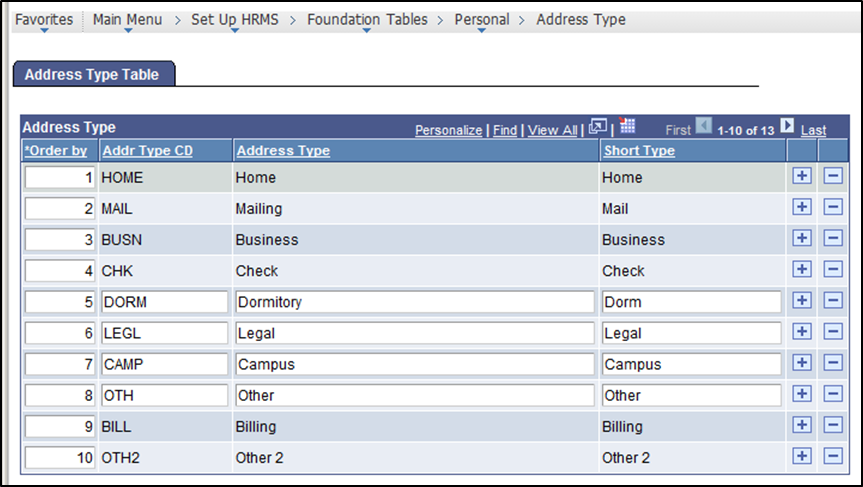 Favorites Main Menu > Set Up HRMS > Foundation Tables > Personal > Address Type
Address Type Table
Address Type Personalize | Find | View All | | First 1-10 of 13 Last
*Order by Addr Type CD Address Type Short Type
1 HOME Home Home
2 MAIL Mailing Mail
3 BUSN Business Business
4 CHK Check Check
5 DORM Dormitory Dorm
6 LEGL Legal Legal
7 CAMP Campus Campus
8 OTH Other Other
9 BILL Billing Billing
10 OTH2 Other 2 Other 2